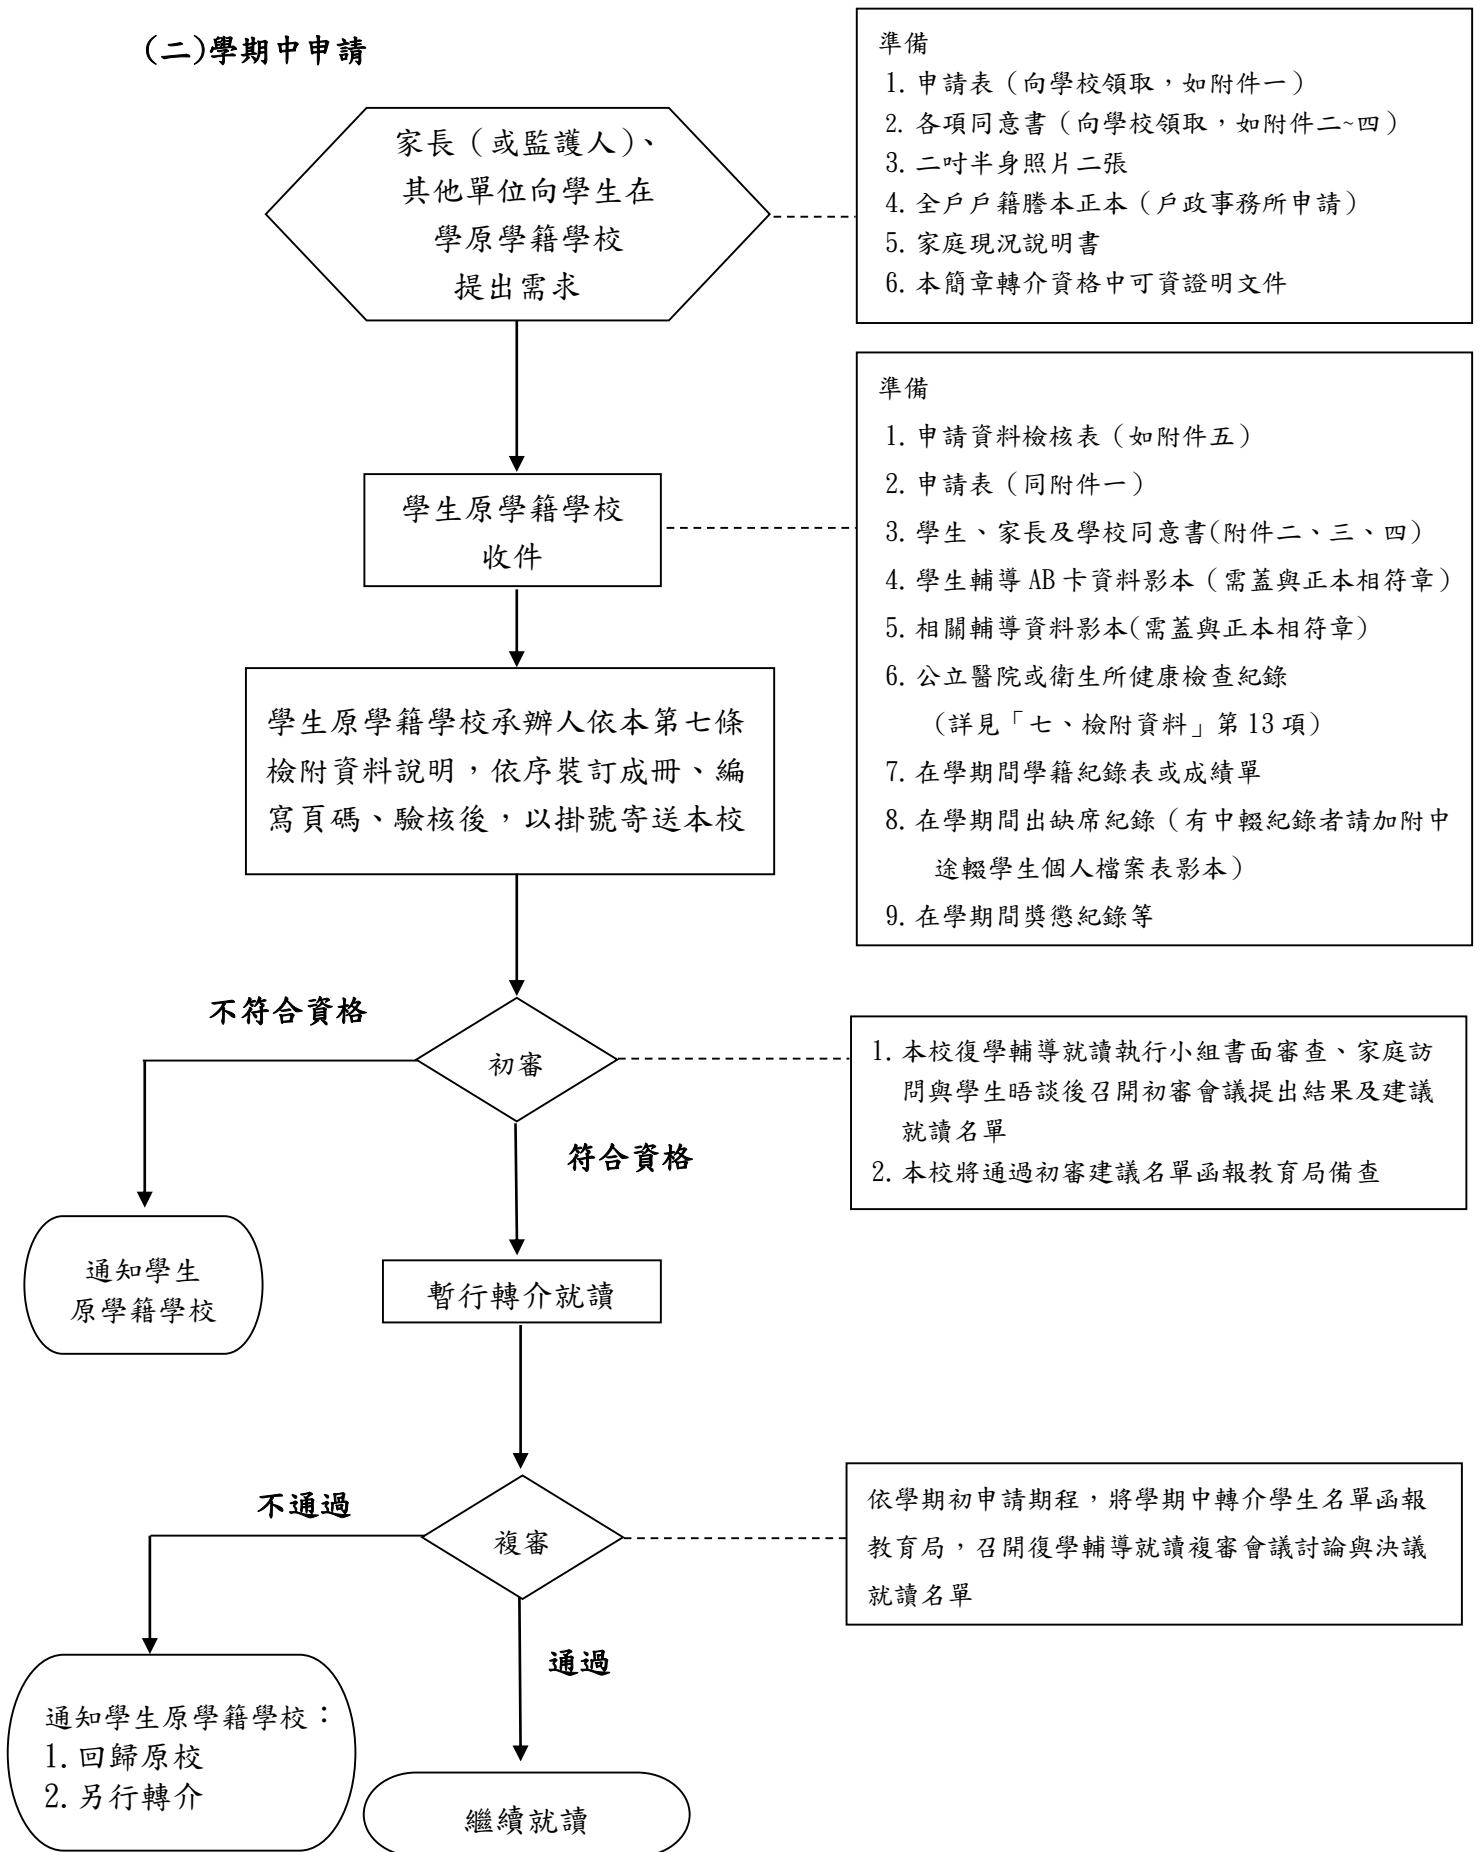 (二)學期中申請
家長（或監護人）、
其他單位向學生在
學原學籍學校
提出需求
準備
1. 申請表（向學校領取，如附件一）
2. 各項同意書（向學校領取，如附件二~四）
3. 二吋半身照片二張
4. 全戶戶籍謄本正本（戶政事務所申請）
5. 家庭現況說明書
6. 本簡章轉介資格中可資證明文件
學生原學籍學校
收件
準備
1. 申請資料檢核表（如附件五）
2. 申請表（同附件一）
3. 學生、家長及學校同意書(附件二、三、四)
4. 學生輔導 AB 卡資料影本（需蓋與正本相符章）
5. 相關輔導資料影本(需蓋與正本相符章）
6. 公立醫院或衛生所健康檢查紀錄
（詳見「七、檢附資料」第 13 項）
7. 在學期間學籍紀錄表或成績單
8. 在學期間出缺席紀錄（有中輟紀錄者請加附中
途輟學生個人檔案表影本）
9. 在學期間獎懲紀錄等
學生原學籍學校承辦人依本第七條
檢附資料說明，依序裝訂成冊、編
寫頁碼、驗核後，以掛號寄送本校
不符合資格
初審
符合資格
1. 本校復學輔導就讀執行小組書面審查、家庭訪
問與學生晤談後召開初審會議提出結果及建議
就讀名單
2. 本校將通過初審建議名單函報教育局備查
通知學生
原學籍學校
暫行轉介就讀
不通過
複審
通過
依學期初申請期程，將學期中轉介學生名單函報
教育局，召開復學輔導就讀複審會議討論與決議
就讀名單
通知學生原學籍學校：
1. 回歸原校
2. 另行轉介
繼續就讀